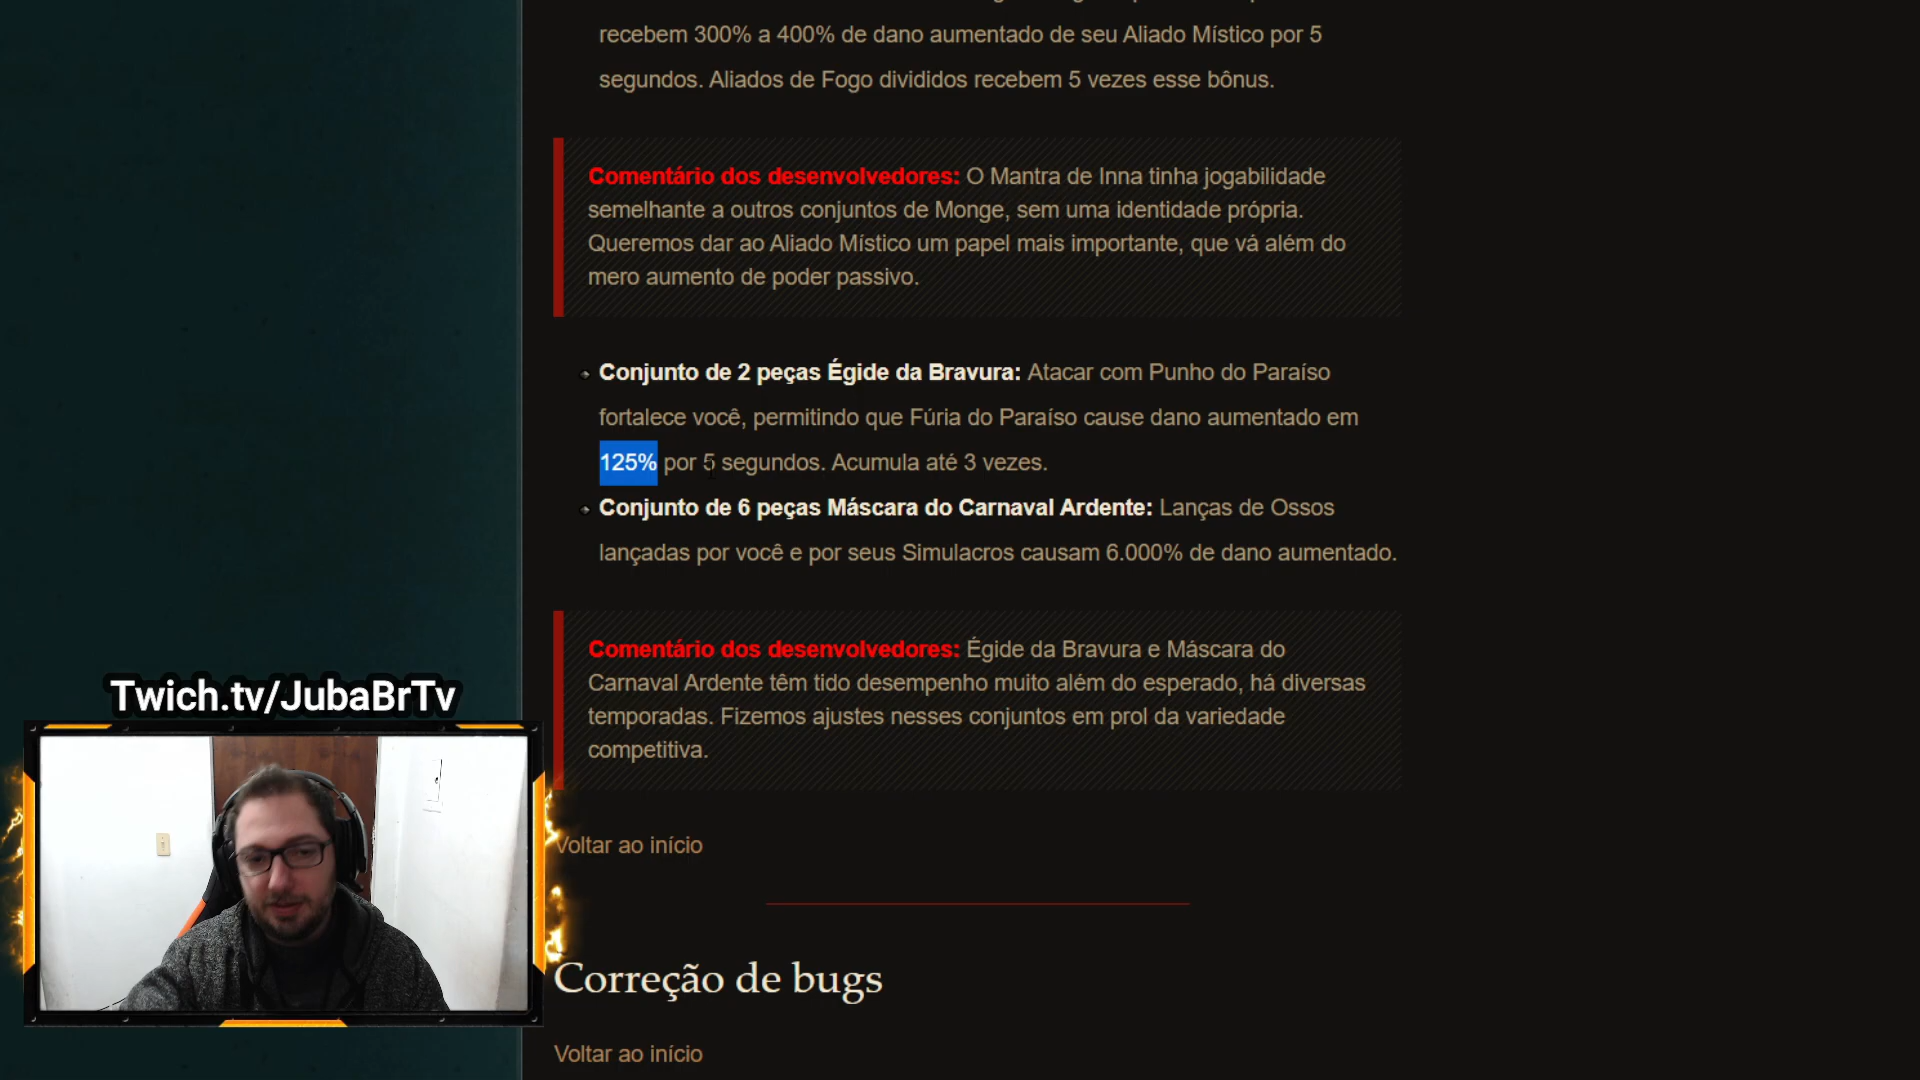 recebem 300% a 400% de dano aumentado de seu Aliado Místico por 5
segundos. Aliados de Fogo divididos recebem 5 vezes esse bônus.
Comentário dos desenvolvedores: O Mantra de Inna tinha jogabilidade
semelhante a outros conjuntos de Monge, sem uma identidade própria.
Queremos dar ao Aliado Místico um papel mais importante, que vá além do
mero aumento de poder passivo.
Conjunto de 2 peças Égide da Bravura: Atacar com Punho do Paraíso
fortalece você, permitindo que Fúria do Paraíso cause dano aumentado em
125% por 5 segundos. Acumula até 3 vezes.
Conjunto de 6 peças Máscara do Carnaval Ardente: Lanças de Ossos
lançadas por você e por seus Simulacros causam 6.000% de dano aumentado.
Comentário dos desenvolvedores: Égide da Bravura e Máscara do
Carnaval Ardente têm tido desempenho muito além do esperado, há diversas
temporadas. Fizemos ajustes nesses conjuntos em prol da variedade
competitiva.
Voltar ao início
Correção de bugs
Voltar ao início
Twich.tv/JubaBrTv